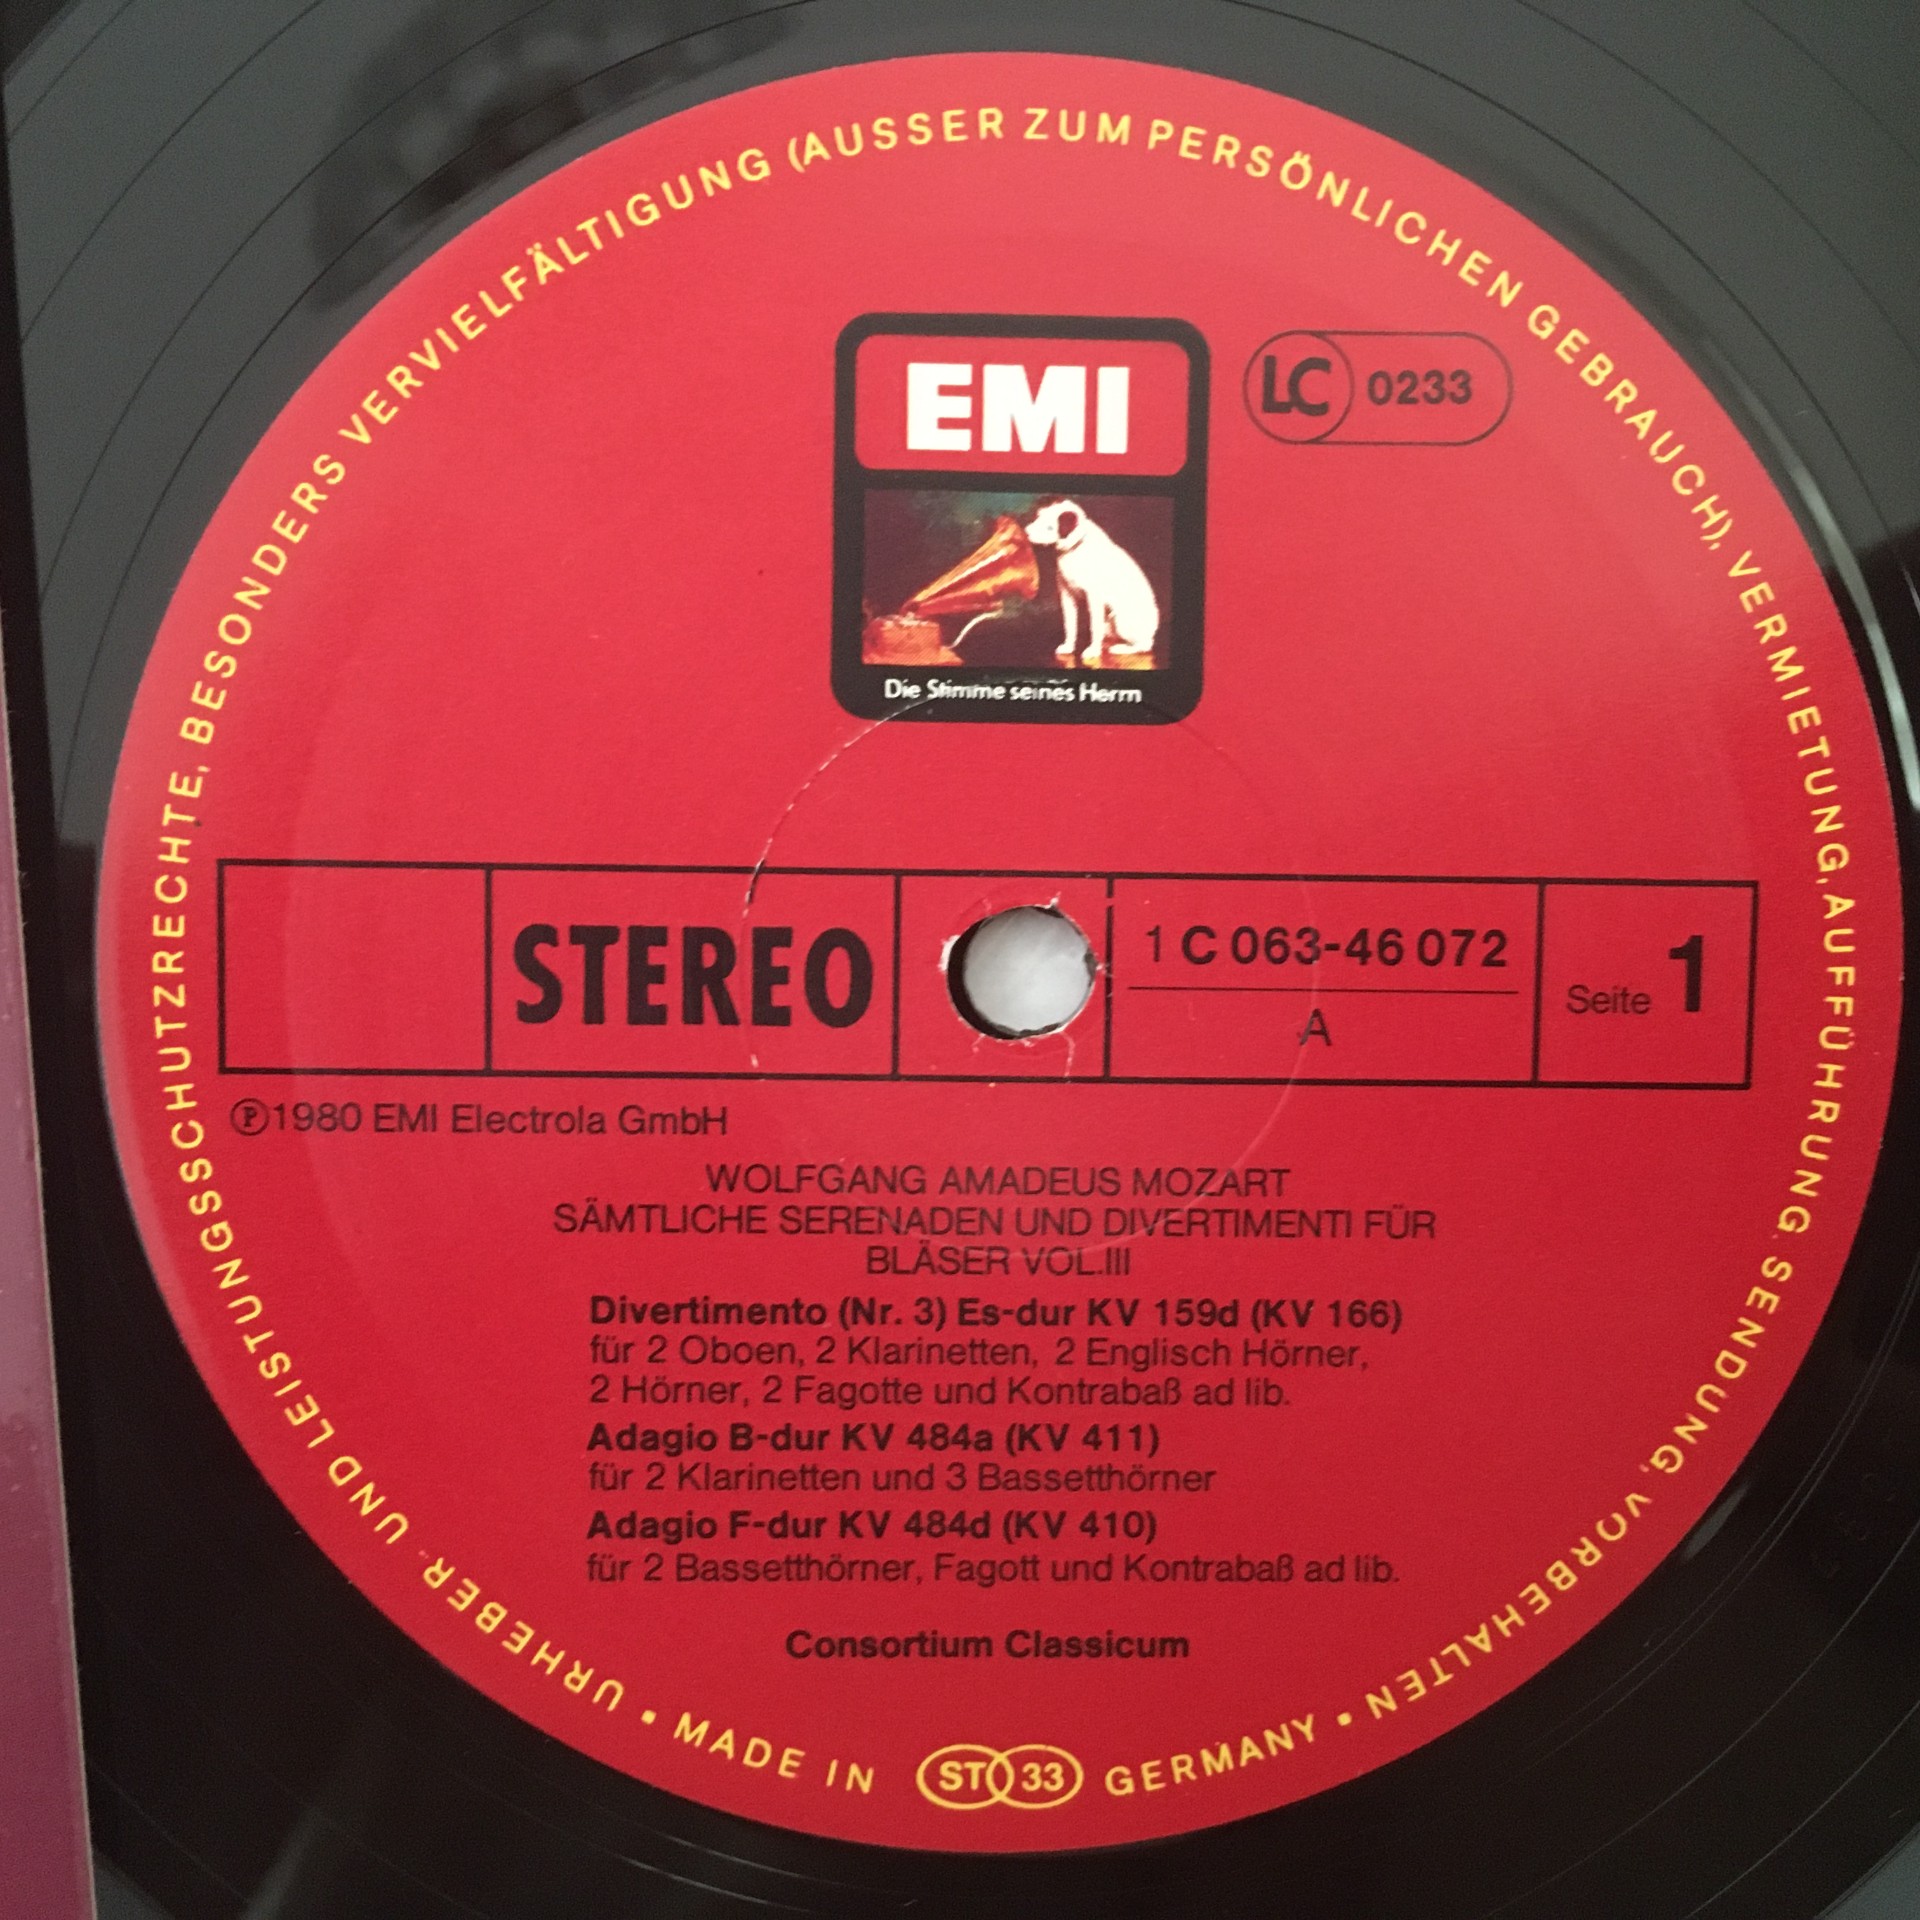 URHEBER- UND LEISTUNGSSCHUTZRECHTE, BESONDERS VERVIELFÄLTIGUNG (AUSSER ZUM PERSÖNLICHEN GEBRAUCH), VERMIETUNG, AUFFÜHRUNG, SENDUNG, VORBEHALTEN •
EMI
LC 0233
Die Stimme seines Herrn
STEREO
1 C 063-46 072
A
Seite 1
℗1980 EMI Electrola GmbH
WOLFGANG AMADEUS MOZART
SÄMTLICHE SERENADEN UND DIVERTIMENTI FÜR
BLÄSER VOL.III
Divertimento (Nr. 3) Es-dur KV 159d (KV 166)
für 2 Oboen, 2 Klarinetten, 2 Englisch Hörner,
2 Hörner, 2 Fagotte und Kontrabaß ad lib.
Adagio B-dur KV 484a (KV 411)
für 2 Klarinetten und 3 Bassetthörner
Adagio F-dur KV 484d (KV 410)
für 2 Bassetthörner, Fagott und Kontrabaß ad lib.
Consortium Classicum
• MADE IN ST 33 GERMANY